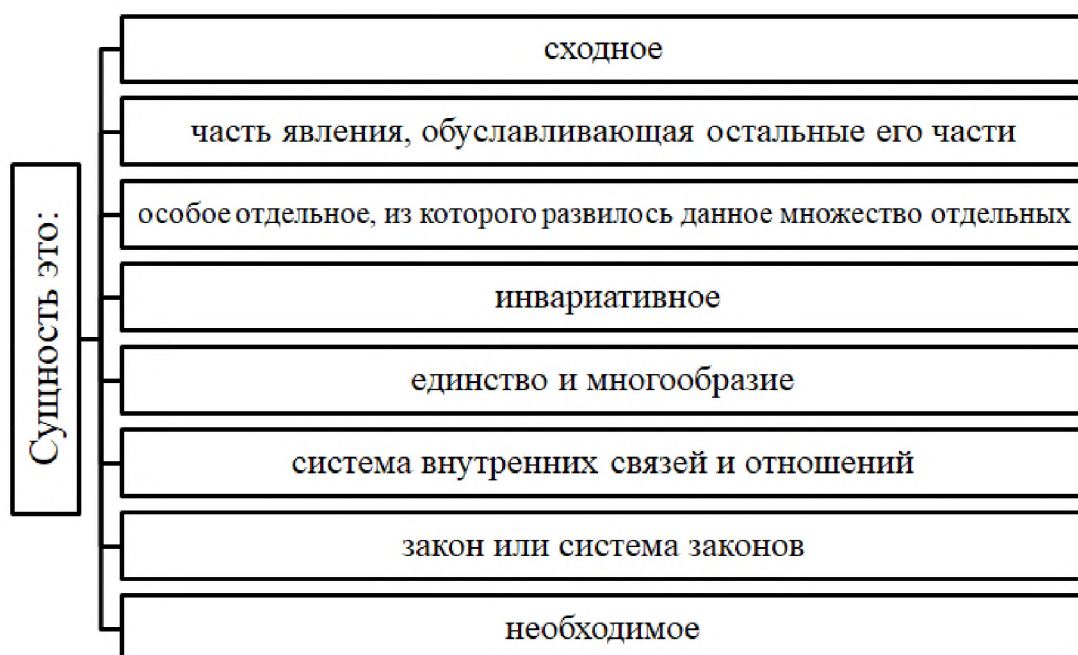 Сущность это:
сходное
часть явления, обуславливающая остальные его части
особое отдельное, из которого развилось данное множество отдельных
инвариативное
единство и многообразие
система внутренних связей и отношений
закон или система законов
необходимое